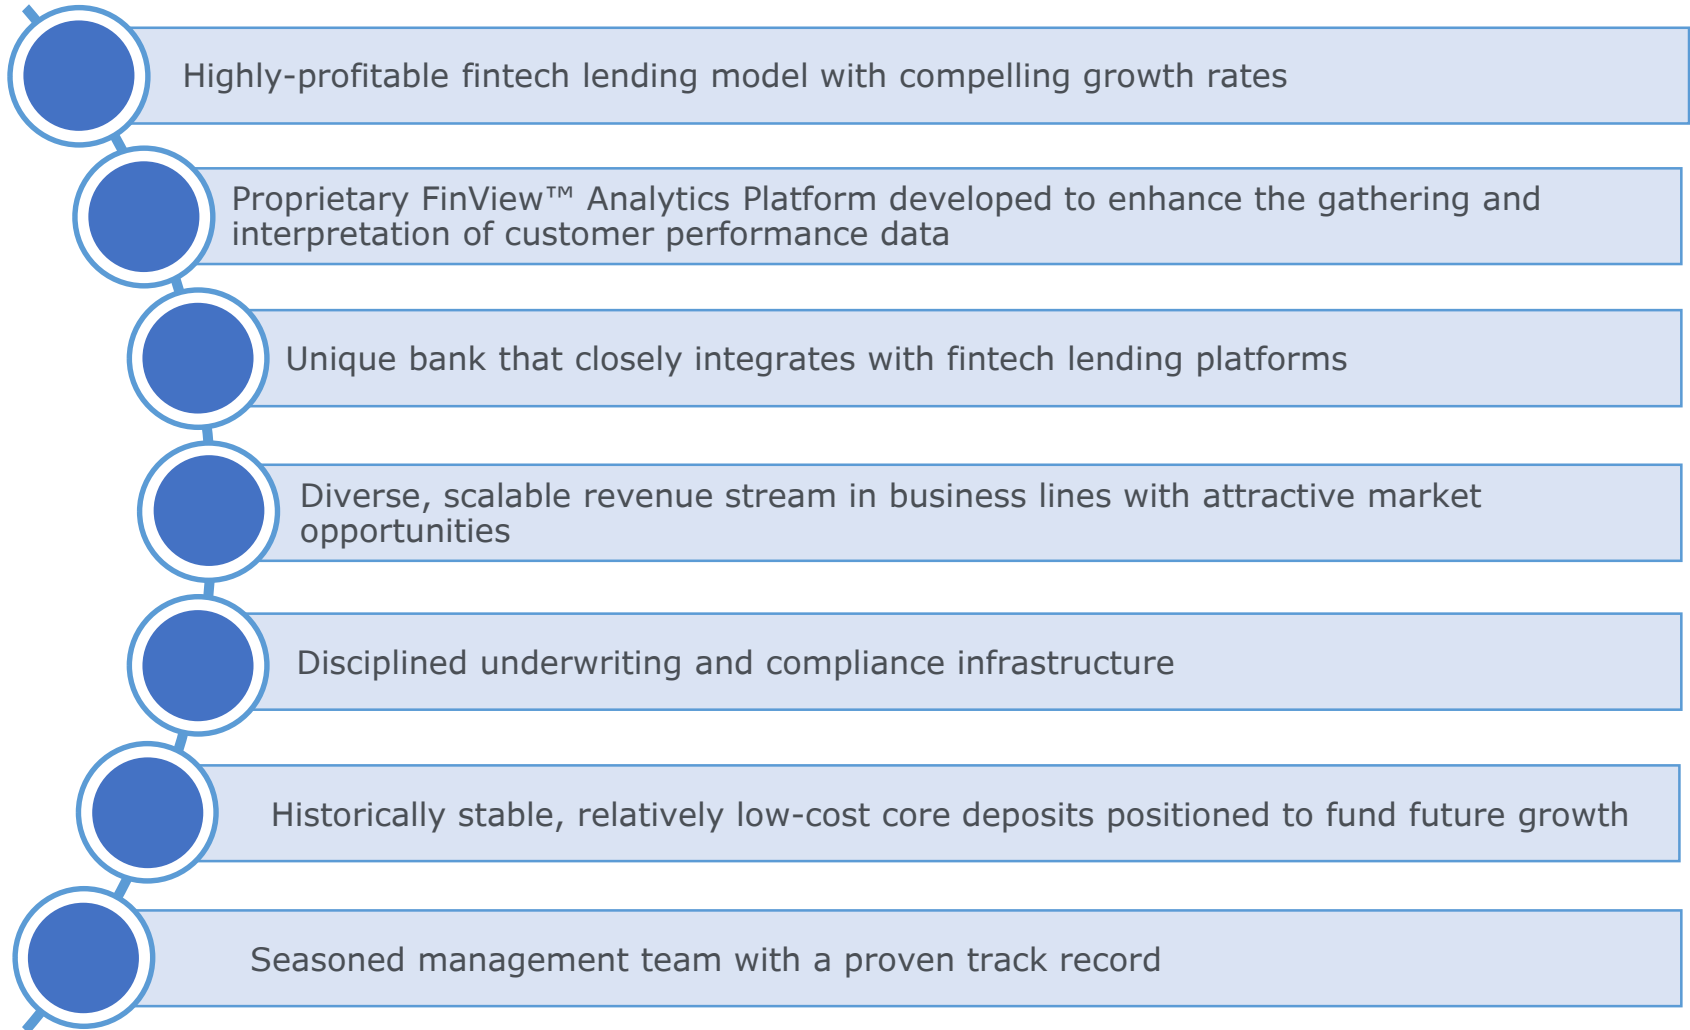 Highly-profitable fintech lending model with compelling growth rates
Proprietary FinView™ Analytics Platform developed to enhance the gathering and
interpretation of customer performance data
Unique bank that closely integrates with fintech lending platforms
Diverse, scalable revenue stream in business lines with attractive market
opportunities
Disciplined underwriting and compliance infrastructure
Historically stable, relatively low-cost core deposits positioned to fund future growth
Seasoned management team with a proven track record